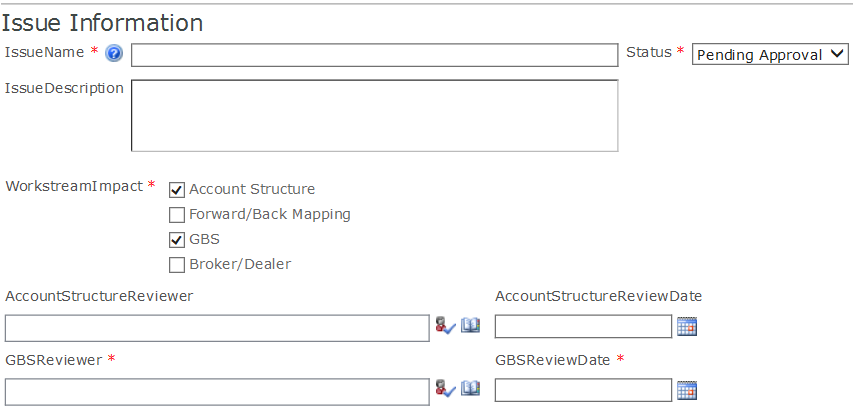 Issue Information
IssueName * Status * Pending Approval
IssueDescription
WorkstreamImpact * Account Structure
Forward/Back Mapping
GBS
Broker/Dealer
AccountStructureReviewer AccountStructureReviewDate
GBSReviewer * GBSReviewDate *